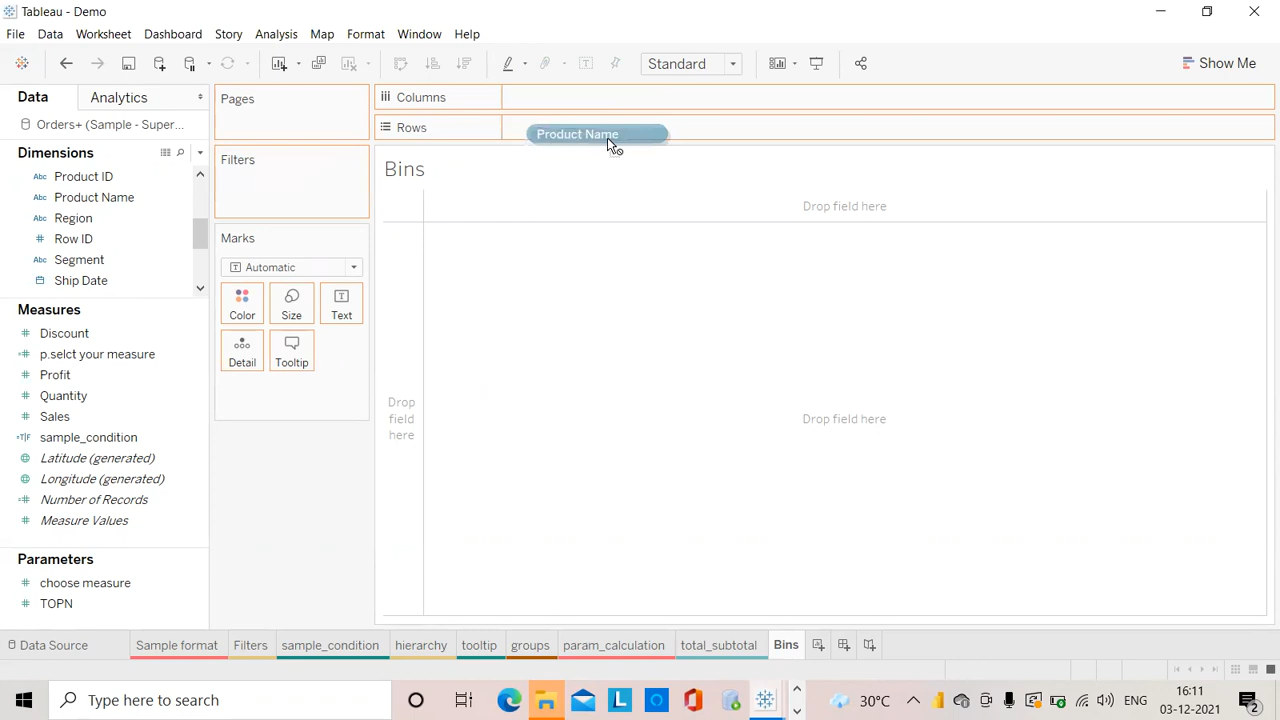 Tableau - Demo
File Data Worksheet Dashboard Story Analysis Map Format Window Help
Standard
Show Me
Data Analytics
Orders+ (Sample - Super...
Dimensions
Abc Product ID
Abc Product Name
Abc Region
# Row ID
Abc Segment
Ship Date
Measures
# Discount
=# p.selct your measure
# Profit
# Quantity
# Sales
=T|F sample_condition
Latitude (generated)
Longitude (generated)
=# Number of Records
# Measure Values
Parameters
# choose measure
# TOPN
Pages
Filters
Marks
T Automatic
Color Size Text
Detail Tooltip
Columns
Rows
Product Name
Bins
Drop field here
Drop
field
here
Drop field here
Data Source Sample format Filters sample_condition hierarchy tooltip groups param_calculation total_subtotal Bins
Type here to search
L
30°C
ENG
16:11
03-12-2021
2